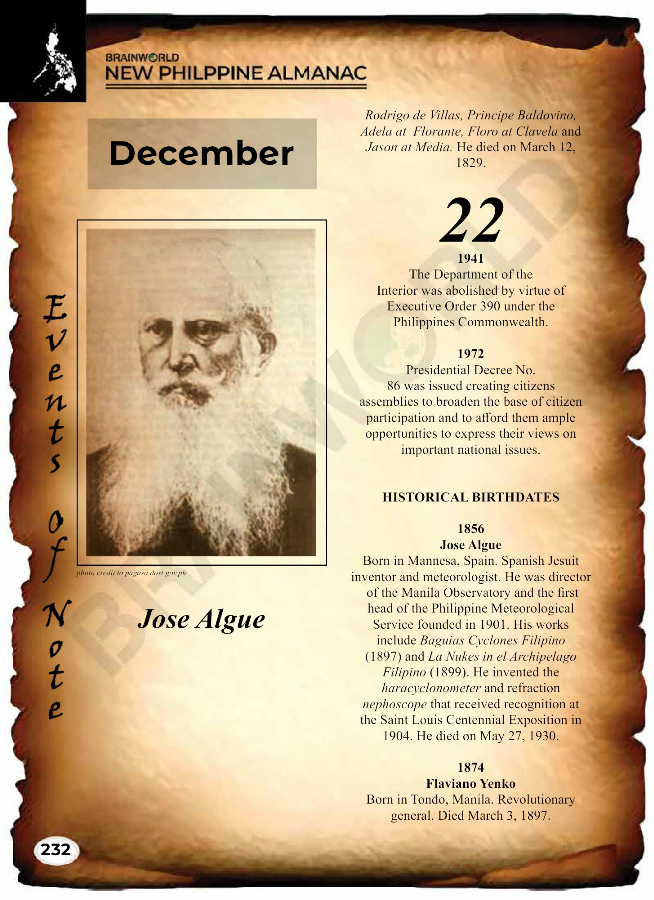 BRAINWORLD
NEW PHILPPINE ALMANAC
December
Events of Note
photo credit to pagasa.dost.gov.ph
Jose Algue
Rodrigo de Villas, Principe Baldovino,
Adela at Florante, Floro at Clavela and
Jason at Media. He died on March 12,
1829.
22
1941
The Department of the
Interior was abolished by virtue of
Executive Order 390 under the
Philippines Commonwealth.
1972
Presidential Decree No.
86 was issued creating citizens
assemblies to broaden the base of citizen
participation and to afford them ample
opportunities to express their views on
important national issues.
HISTORICAL BIRTHDATES
1856
Jose Algue
Born in Mannesa, Spain. Spanish Jesuit
inventor and meteorologist. He was director
of the Manila Observatory and the first
head of the Philippine Meteorological
Service founded in 1901. His works
include Baguias Cyclones Filipino
(1897) and La Nukes in el Archipelago
Filipino (1899). He invented the
haracyclonometer and refraction
nephoscope that received recognition at
the Saint Louis Centennial Exposition in
1904. He died on May 27, 1930.
1874
Flaviano Yenko
Born in Tondo, Manila. Revolutionary
general. Died March 3, 1897.
232
BRAINWORLD